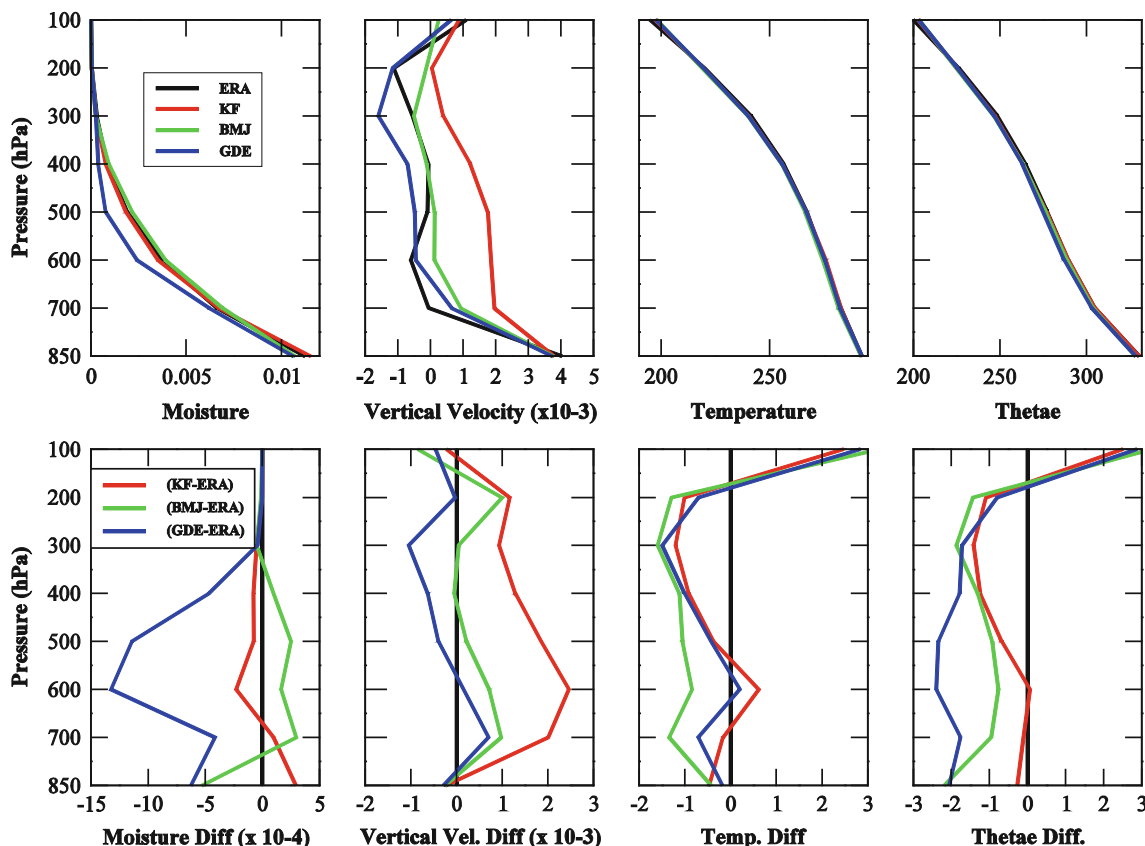 100
200
300
400
500
600
700
850
Pressure (hPa)
ERA
KF
BMJ
GDE
0 0.005 0.01
Moisture
-2 -1 0 1 2 3 4 5
Vertical Velocity (x10-3)
200 250
Temperature
200 250 300
Thetae
100
200
300
400
500
600
700
850
Pressure (hPa)
(KF-ERA)
(BMJ-ERA)
(GDE-ERA)
-15 -10 -5 0 5
Moisture Diff (x 10-4)
-2 -1 0 1 2 3
Vertical Vel. Diff (x 10-3)
-2 -1 0 1 2 3
Temp. Diff
-3 -2 -1 0 1 2 3
Thetae Diff.